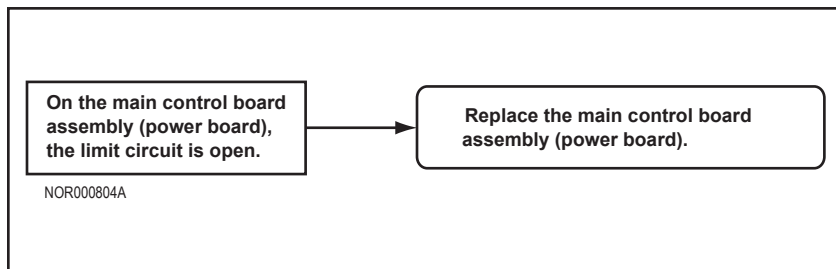 On the main control board
assembly (power board),
the limit circuit is open.
Replace the main control board
assembly (power board).
NOR000804A